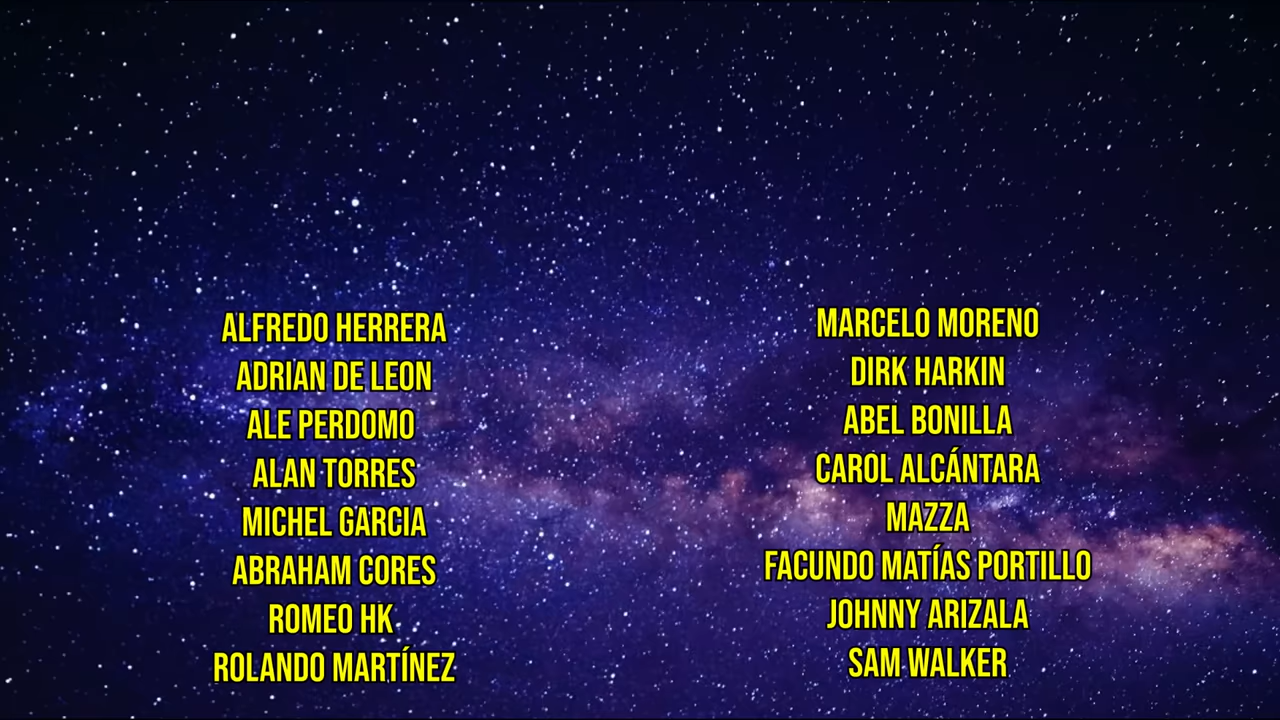 ALFREDO HERRERA
ADRIAN DE LEON
ALE PERDOMO
ALAN TORRES
MICHEL GARCIA
ABRAHAM CORES
ROMEO HK
ROLANDO MARTÍNEZ
MARCELO MORENO
DIRK HARKIN
ABEL BONILLA
CAROL ALCÁNTARA
MAZZA
FACUNDO MATÍAS PORTILLO
JOHNNY ARIZALA
SAM WALKER